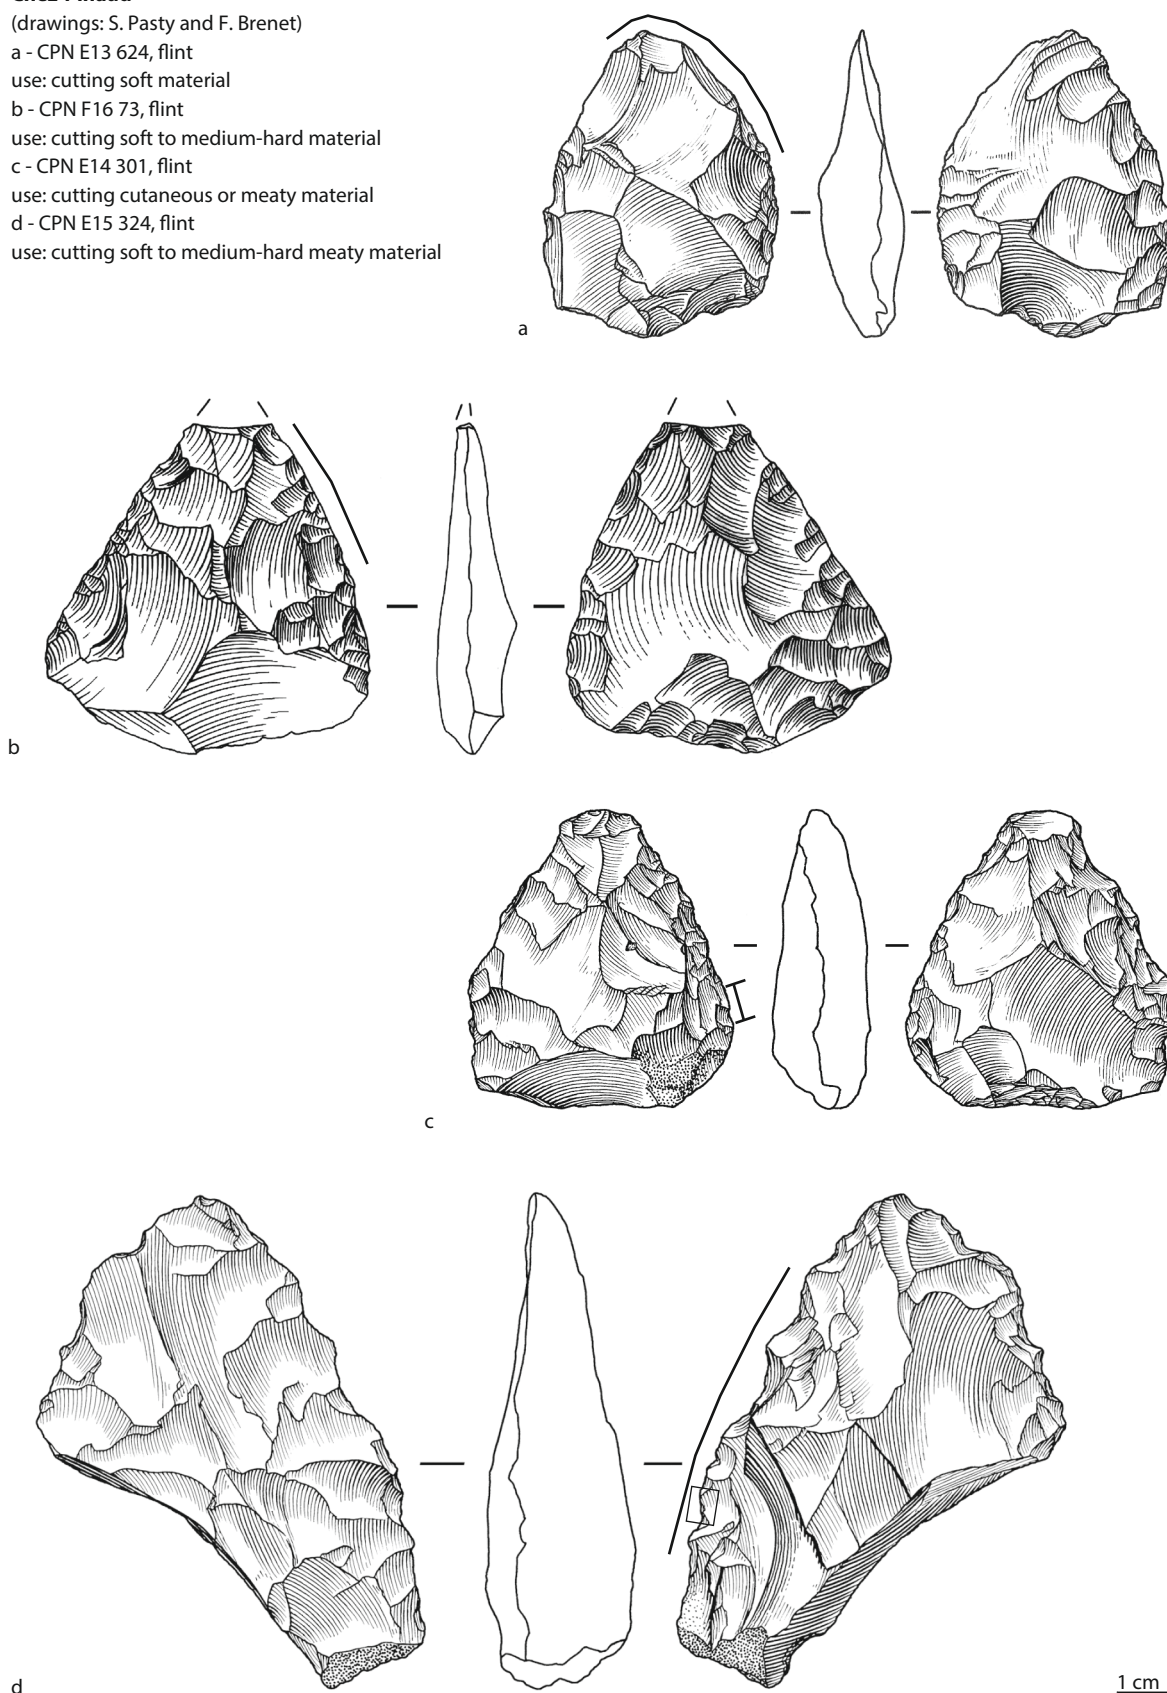 (drawings: S. Pasty and F. Brenet)
a - CPN E13 624, flint
use: cutting soft material
b - CPN F16 73, flint
use: cutting soft to medium-hard material
c - CPN E14 301, flint
use: cutting cutaneous or meaty material
d - CPN E15 324, flint
use: cutting soft to medium-hard meaty material
a
b
c
d
1 cm